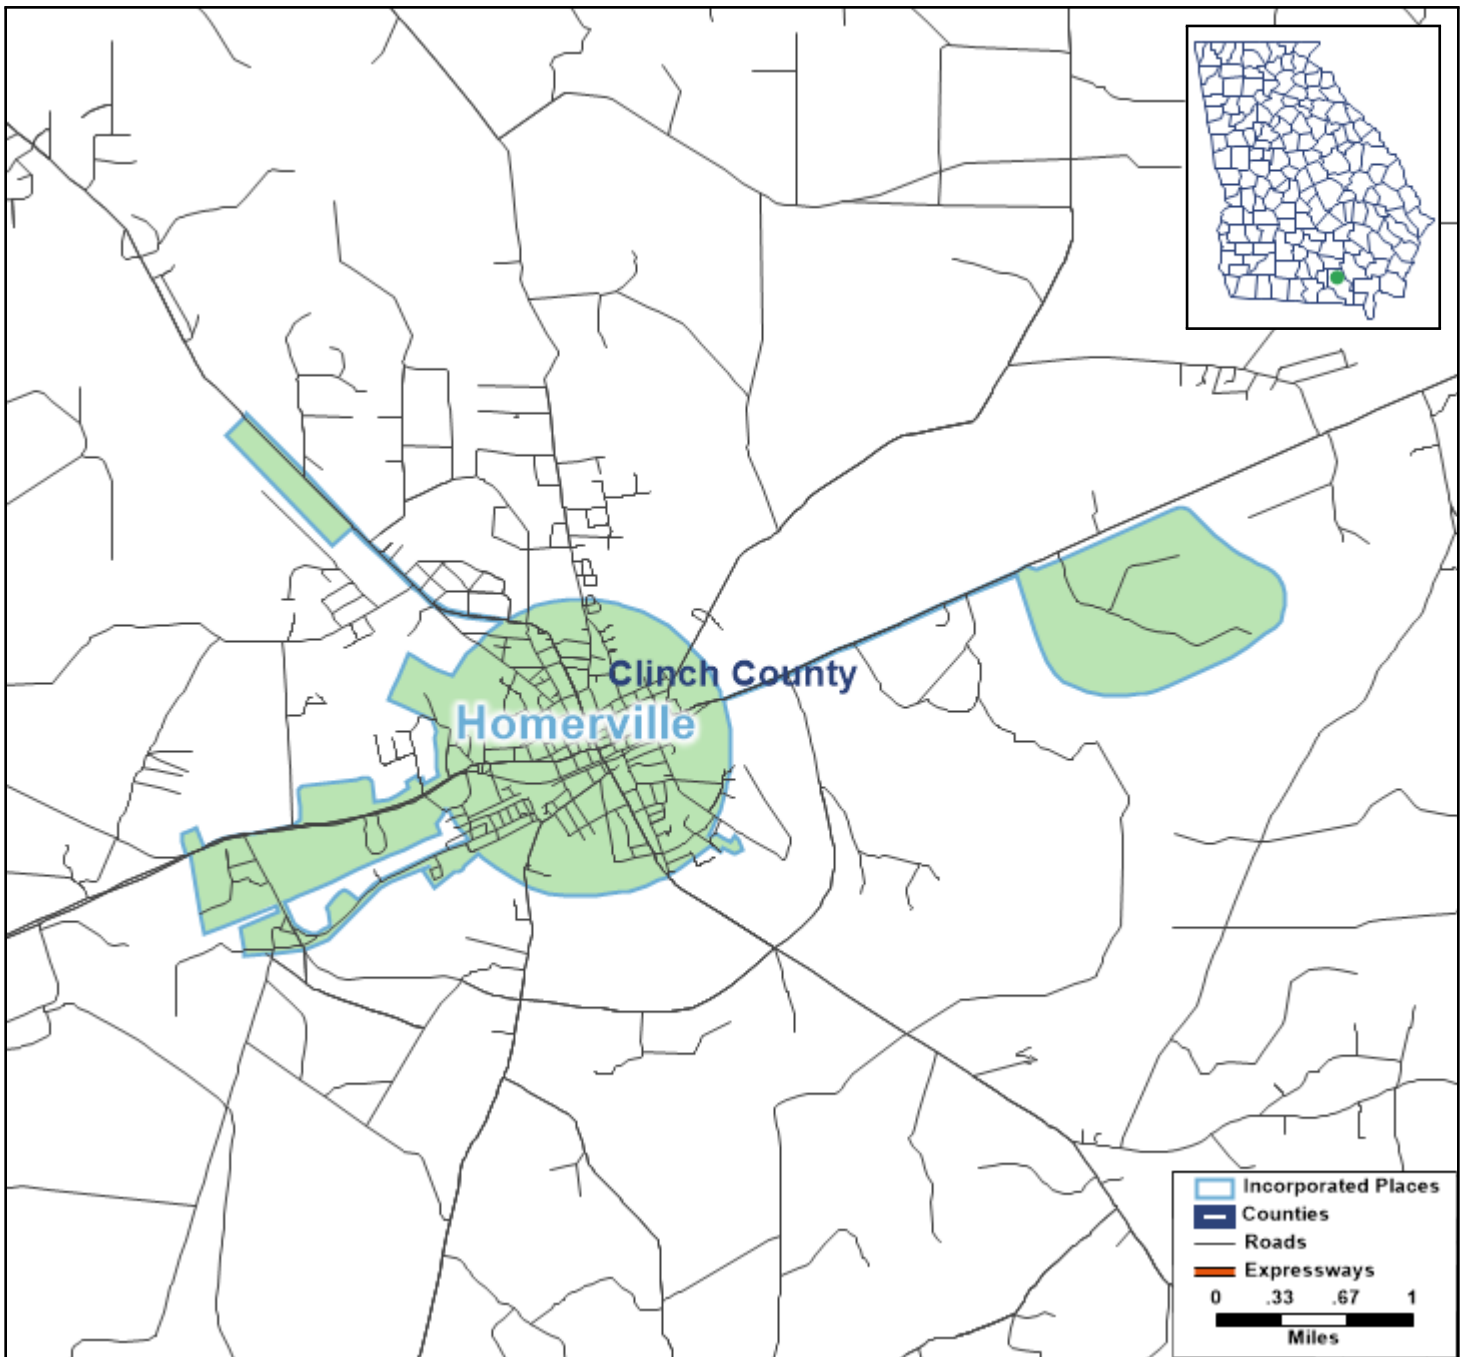 Clinch County
Homerville
Incorporated Places
Counties
Roads
Expressways
0 .33 .67 1
Miles